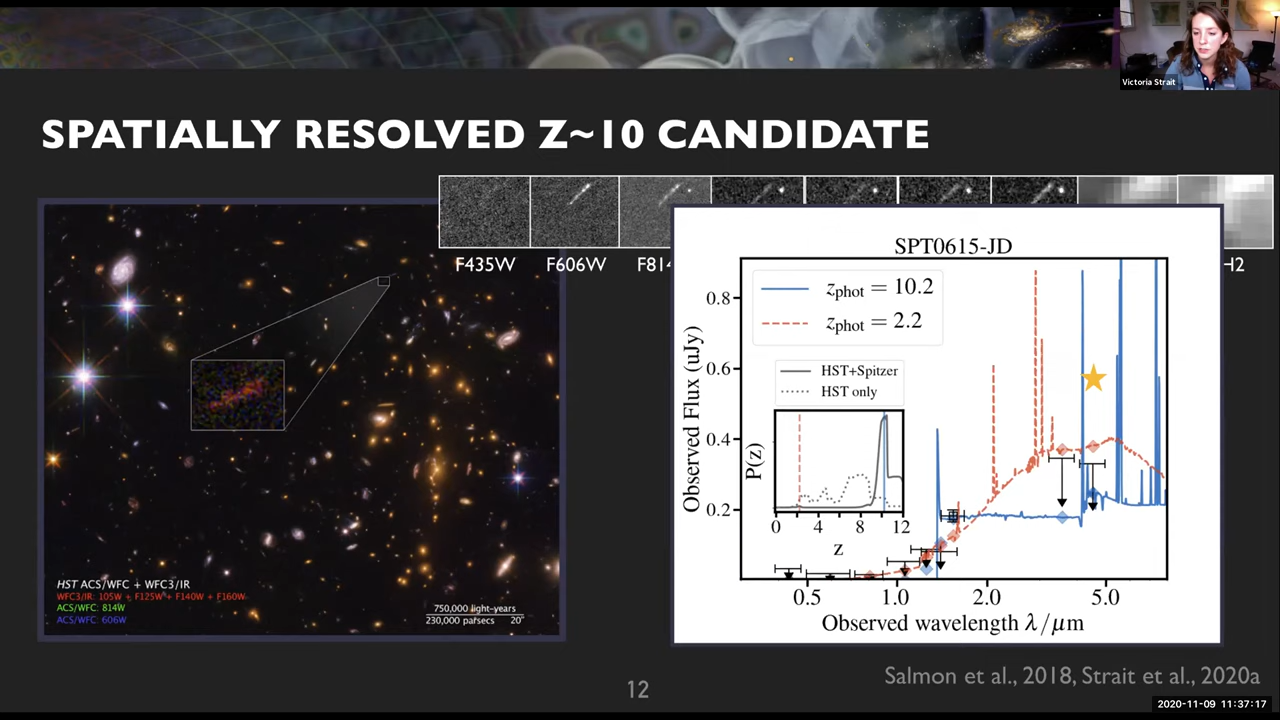 Victoria Strait
SPATIALLY RESOLVED Z~10 CANDIDATE
F435W F606W F814 H2
SPT0615-JD
z_phot = 10.2
z_phot = 2.2
HST+Spitzer
HST only
P(z)
0 4 8 12
z
Observed Flux (uJy)
0.8
0.6
0.4
0.2
0.5 1.0 2.0 5.0
Observed wavelength λ/μm
HST ACS/WFC + WFC3/IR
WFC3/IR: 105W + F125W + F140W + F160W
ACS/WFC: 814W
ACS/WFC: 606W
750,000 light-years
230,000 parsecs 20"
Salmon et al., 2018, Strait et al., 2020a
12
2020-11-09 11:37:17